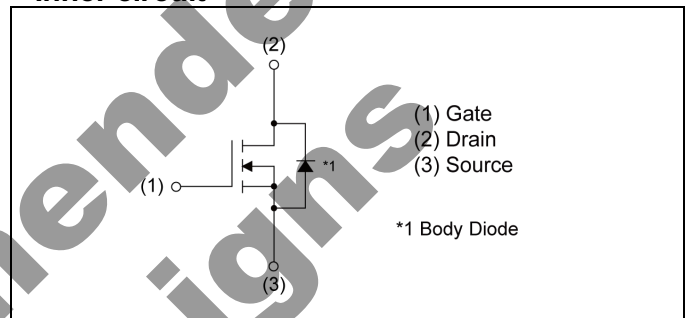 (2)
(1) Gate
(2) Drain
(3) Source
*1
(1)
*1 Body Diode
(3)